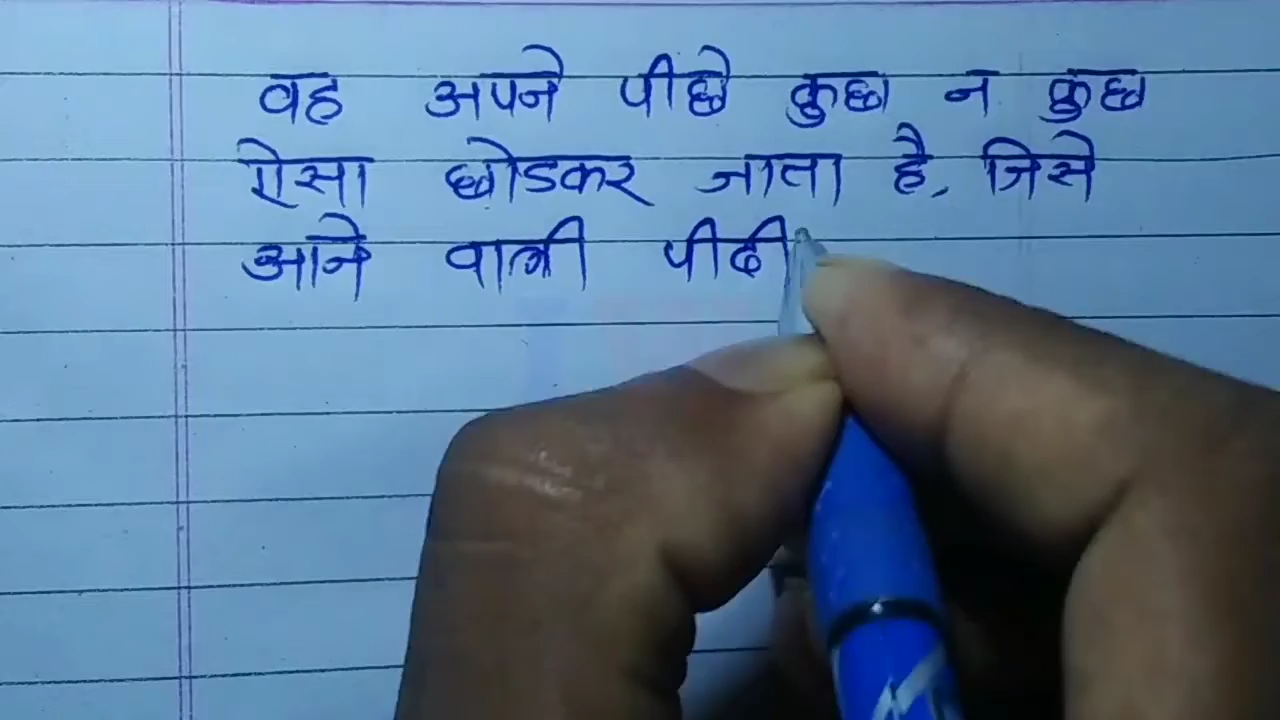 वह अपने पीछे कुछ न कुछ
ऐसा छोडकर जाता है, जिसे
आने वाली पीढी